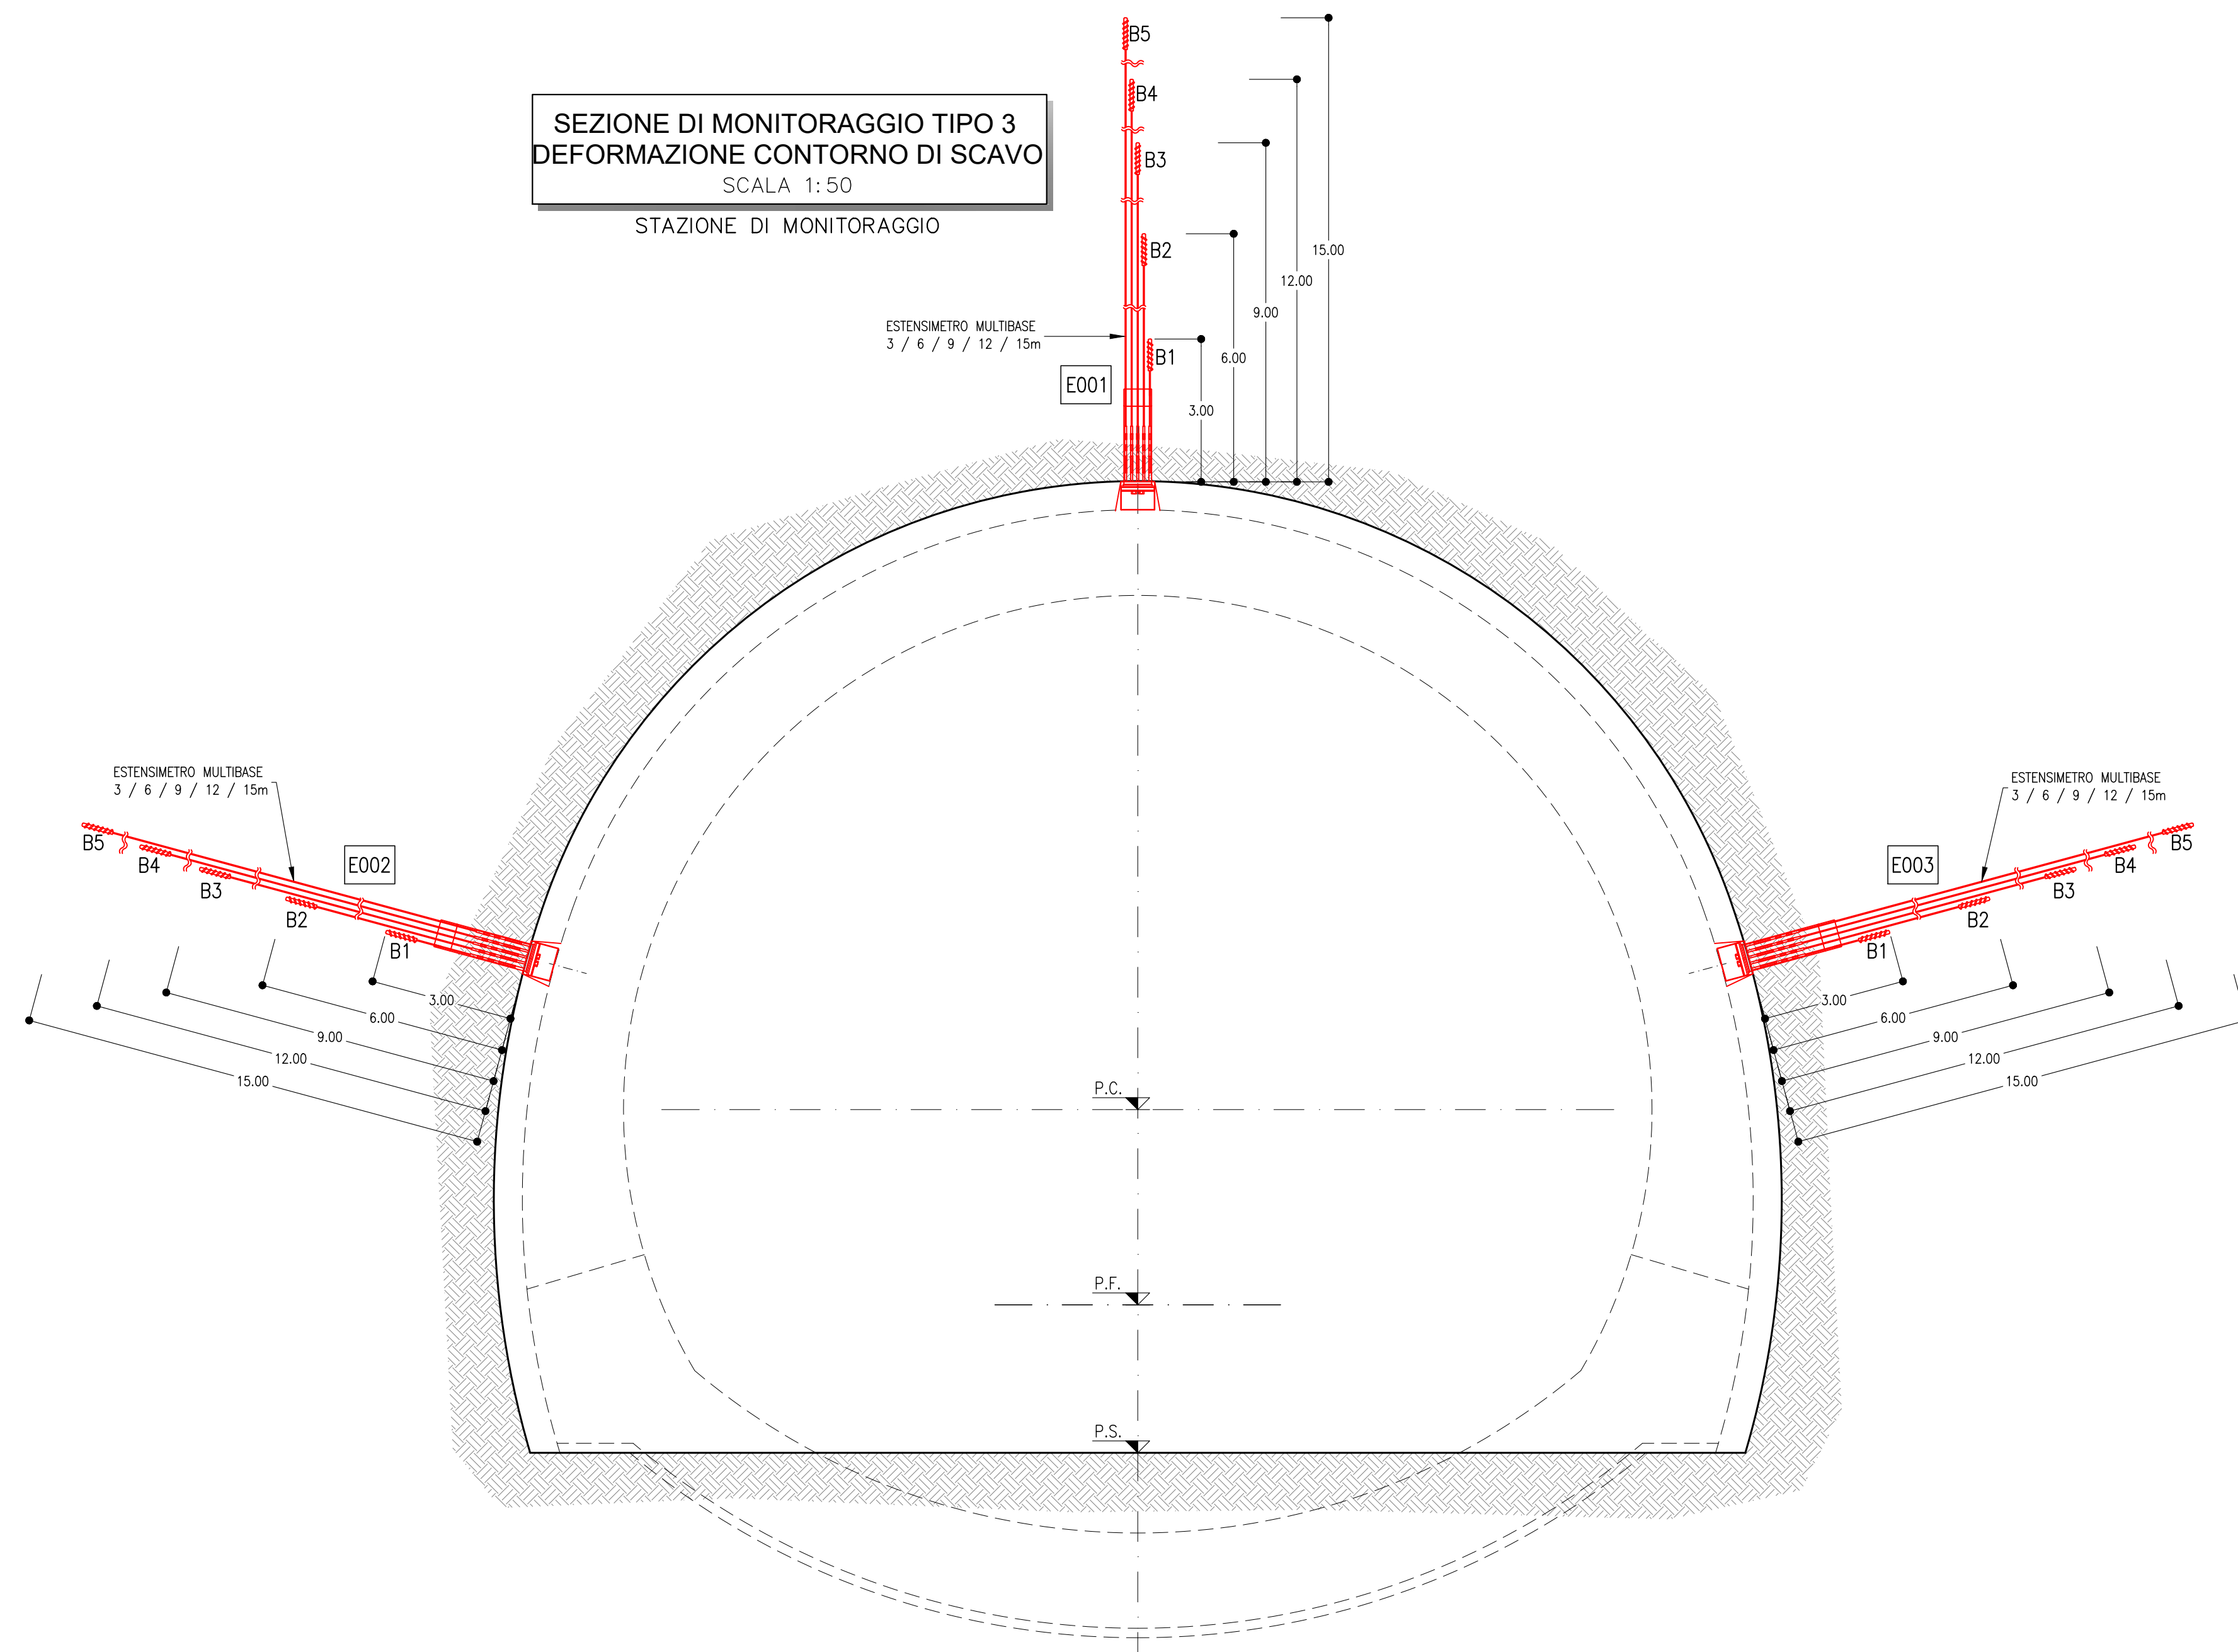 SEZIONE DI MONITORAGGIO TIPO 3
DEFORMAZIONE CONTORNO DI SCAVO
SCALA 1:50
STAZIONE DI MONITORAGGIO
B5
B4
B3
B2
B1
15.00
12.00
9.00
6.00
3.00
ESTENSIMETRO MULTIBASE
3 / 6 / 9 / 12 / 15m
E001
ESTENSIMETRO MULTIBASE
3 / 6 / 9 / 12 / 15m
E002
B5
B4
B3
B2
B1
3.00
6.00
9.00
12.00
15.00
ESTENSIMETRO MULTIBASE
3 / 6 / 9 / 12 / 15m
E003
B5
B4
B3
B2
B1
3.00
6.00
9.00
12.00
15.00
P.C.
P.F.
P.S.